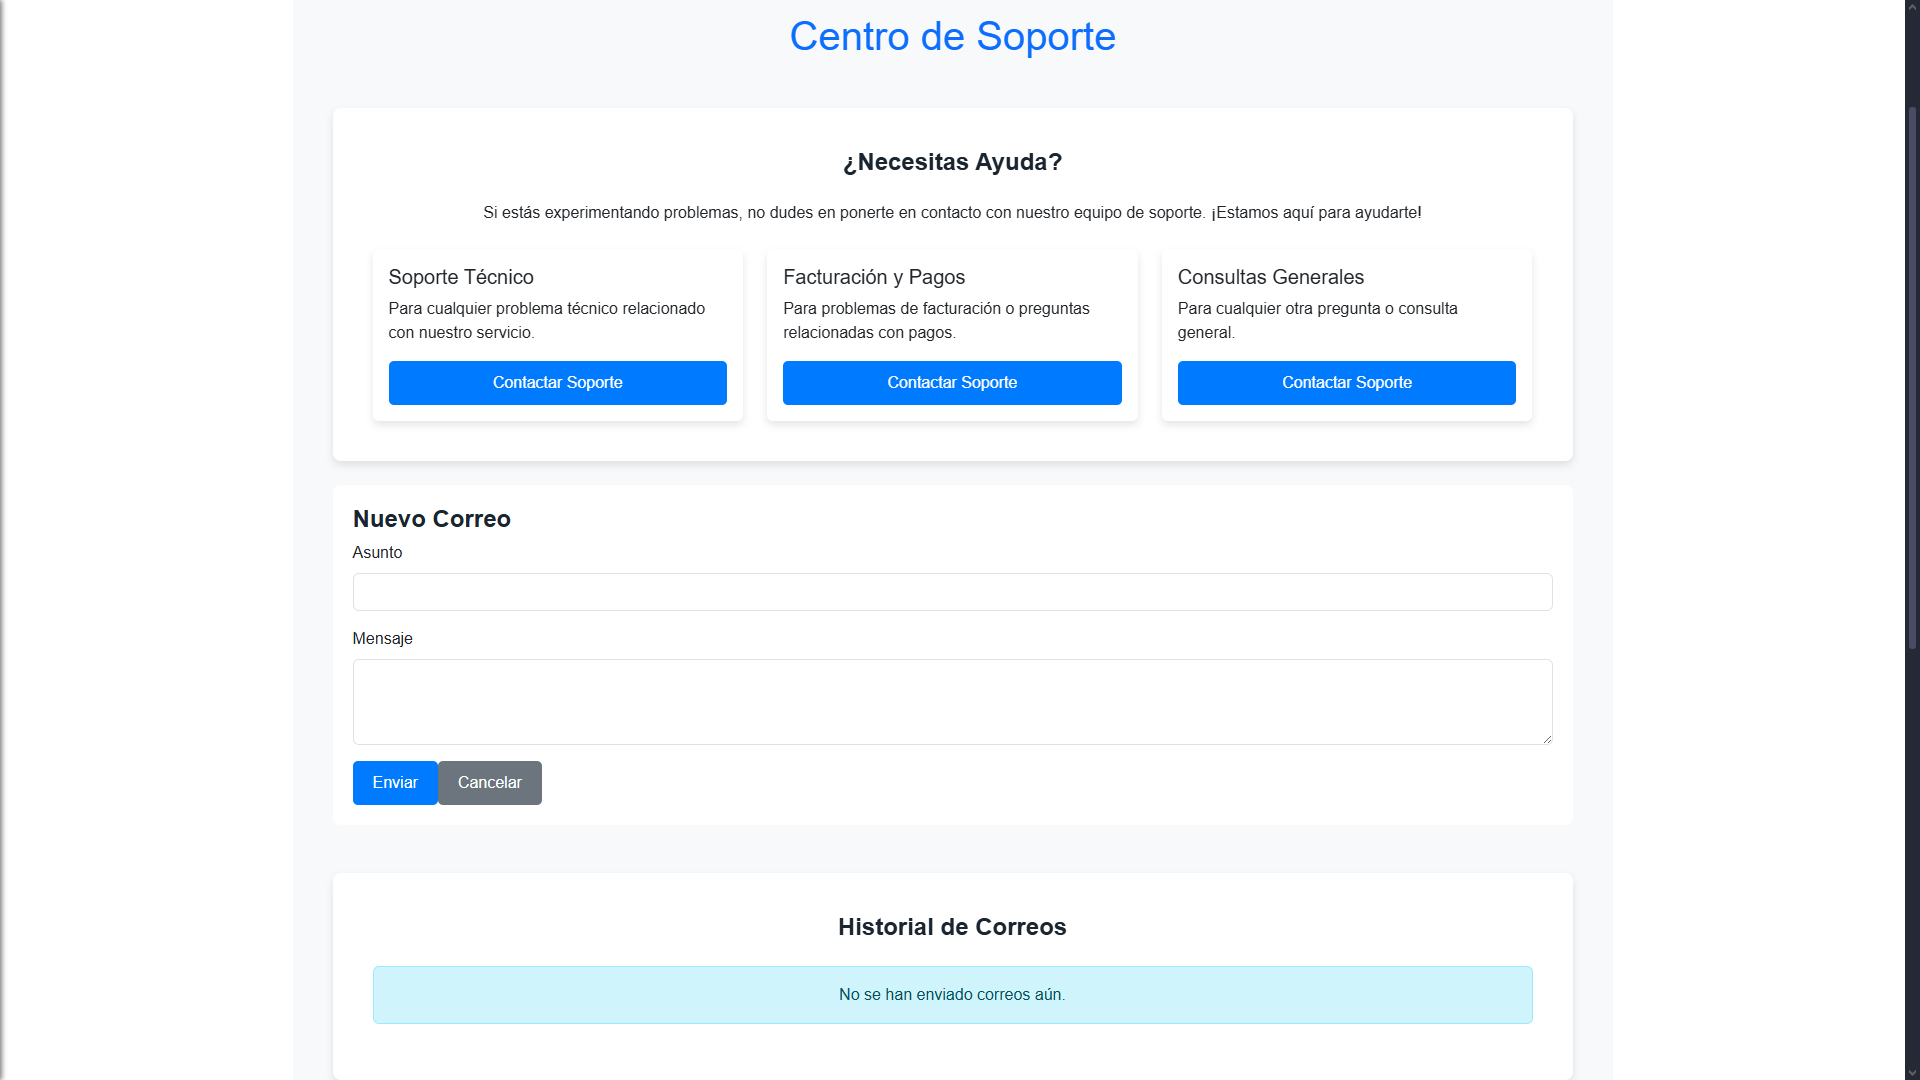 Centro de Soporte
¿Necesitas Ayuda?
Si estás experimentando problemas, no dudes en ponerte en contacto con nuestro equipo de soporte. ¡Estamos aquí para ayudarte!
Soporte Técnico
Para cualquier problema técnico relacionado
con nuestro servicio.
Contactar Soporte
Facturación y Pagos
Para problemas de facturación o preguntas
relacionadas con pagos.
Contactar Soporte
Consultas Generales
Para cualquier otra pregunta o consulta
general.
Contactar Soporte
Nuevo Correo
Asunto
Mensaje
Enviar
Cancelar
Historial de Correos
No se han enviado correos aún.